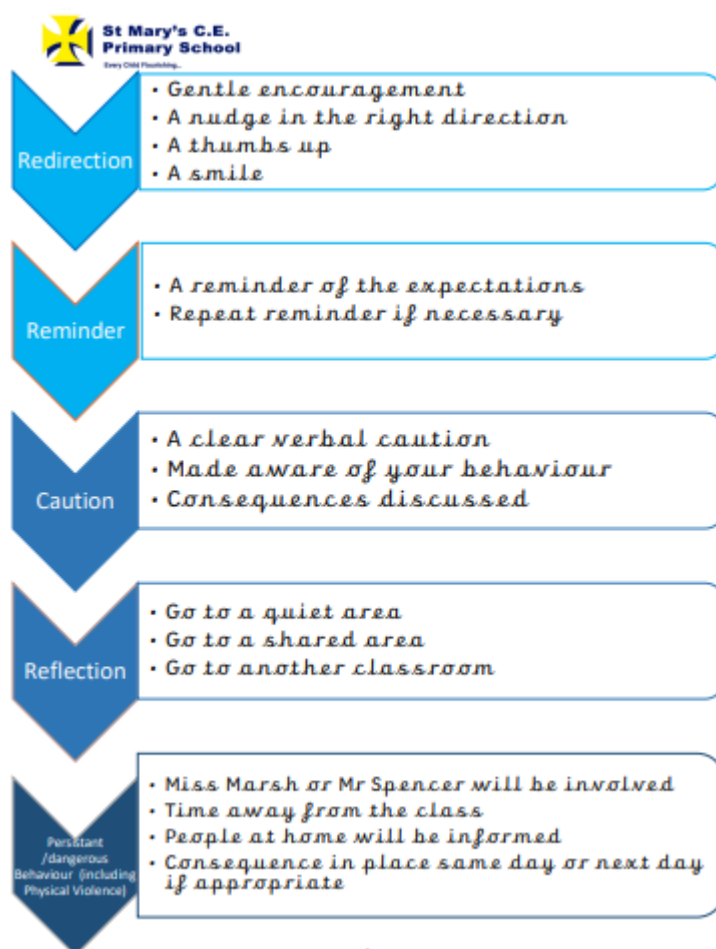 St Mary's C.E.
Primary School
Every Child Flourishing...
Redirection
• Gentle encouragement
• A nudge in the right direction
• A thumbs up
• A smile
Reminder
• A reminder of the expectations
• Repeat reminder if necessary
Caution
• A clear verbal caution
• Made aware of your behaviour
• Consequences discussed
Reflection
• Go to a quiet area
• Go to a shared area
• Go to another classroom
Persistant
/dangerous
Behaviour (including
Physical Violence)
• Miss Marsh or Mr Spencer will be involved
• Time away from the class
• People at home will be informed
• Consequence in place same day or next day
if appropriate